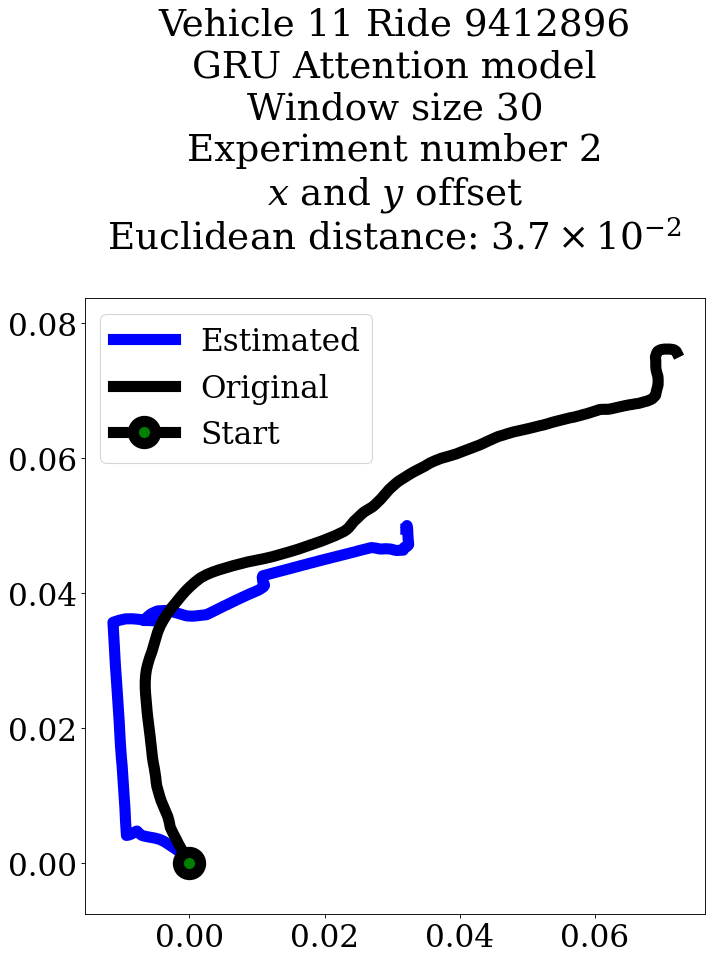 Vehicle 11 Ride 9412896
GRU Attention model
Window size 30
Experiment number 2
x and y offset
Euclidean distance: 3.7 × 10⁻²
Estimated
Original
Start
0.08
0.06
0.04
0.02
0.00
0.00 0.02 0.04 0.06